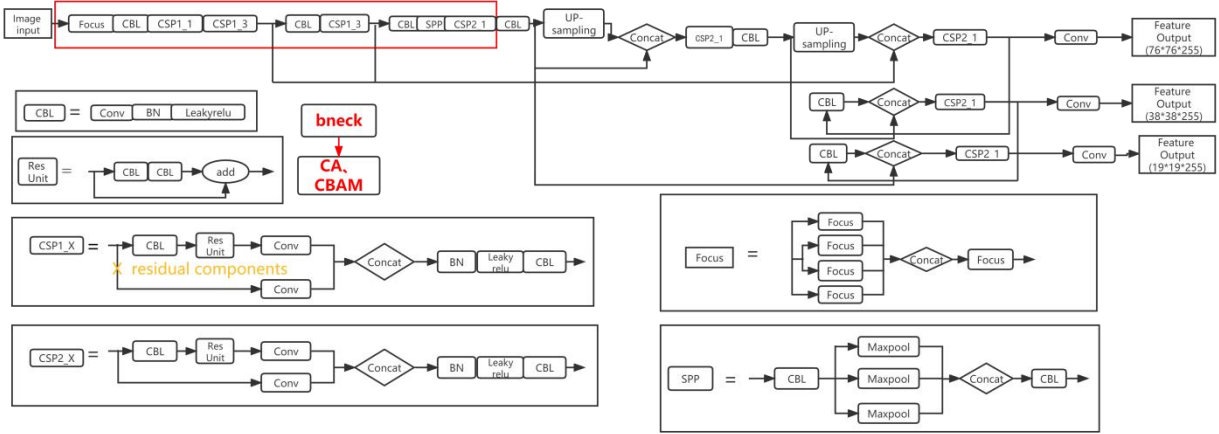 Image
input
Focus CBL CSP1_1 CSP1_3
CBL CSP1_3
CBL SPP CSP2_1 CBL
UP-
sampling
Concat
CSP2_1 CBL
UP-
sampling
Concat
CSP2_1
Conv
Feature
Output
(76*76*255)
CBL
Concat
CSP2_1
Conv
Feature
Output
(38*38*255)
CBL
Concat
CSP2_1
Conv
Feature
Output
(19*19*255)
CBL = Conv BN Leakyrelu
bneck
CA、
CBAM
Res
Unit
=
CBL CBL add
CSP1_X =
CBL
Res
Unit
Conv
X residual components
Conv
Concat
BN
Leaky
relu
CBL
Focus =
Focus
Focus
Focus
Focus
Concat
Focus
CSP2_X =
CBL
Res
Unit
Conv
Conv
Concat
BN
Leaky
relu
CBL
SPP =
CBL
Maxpool
Maxpool
Maxpool
Concat
CBL